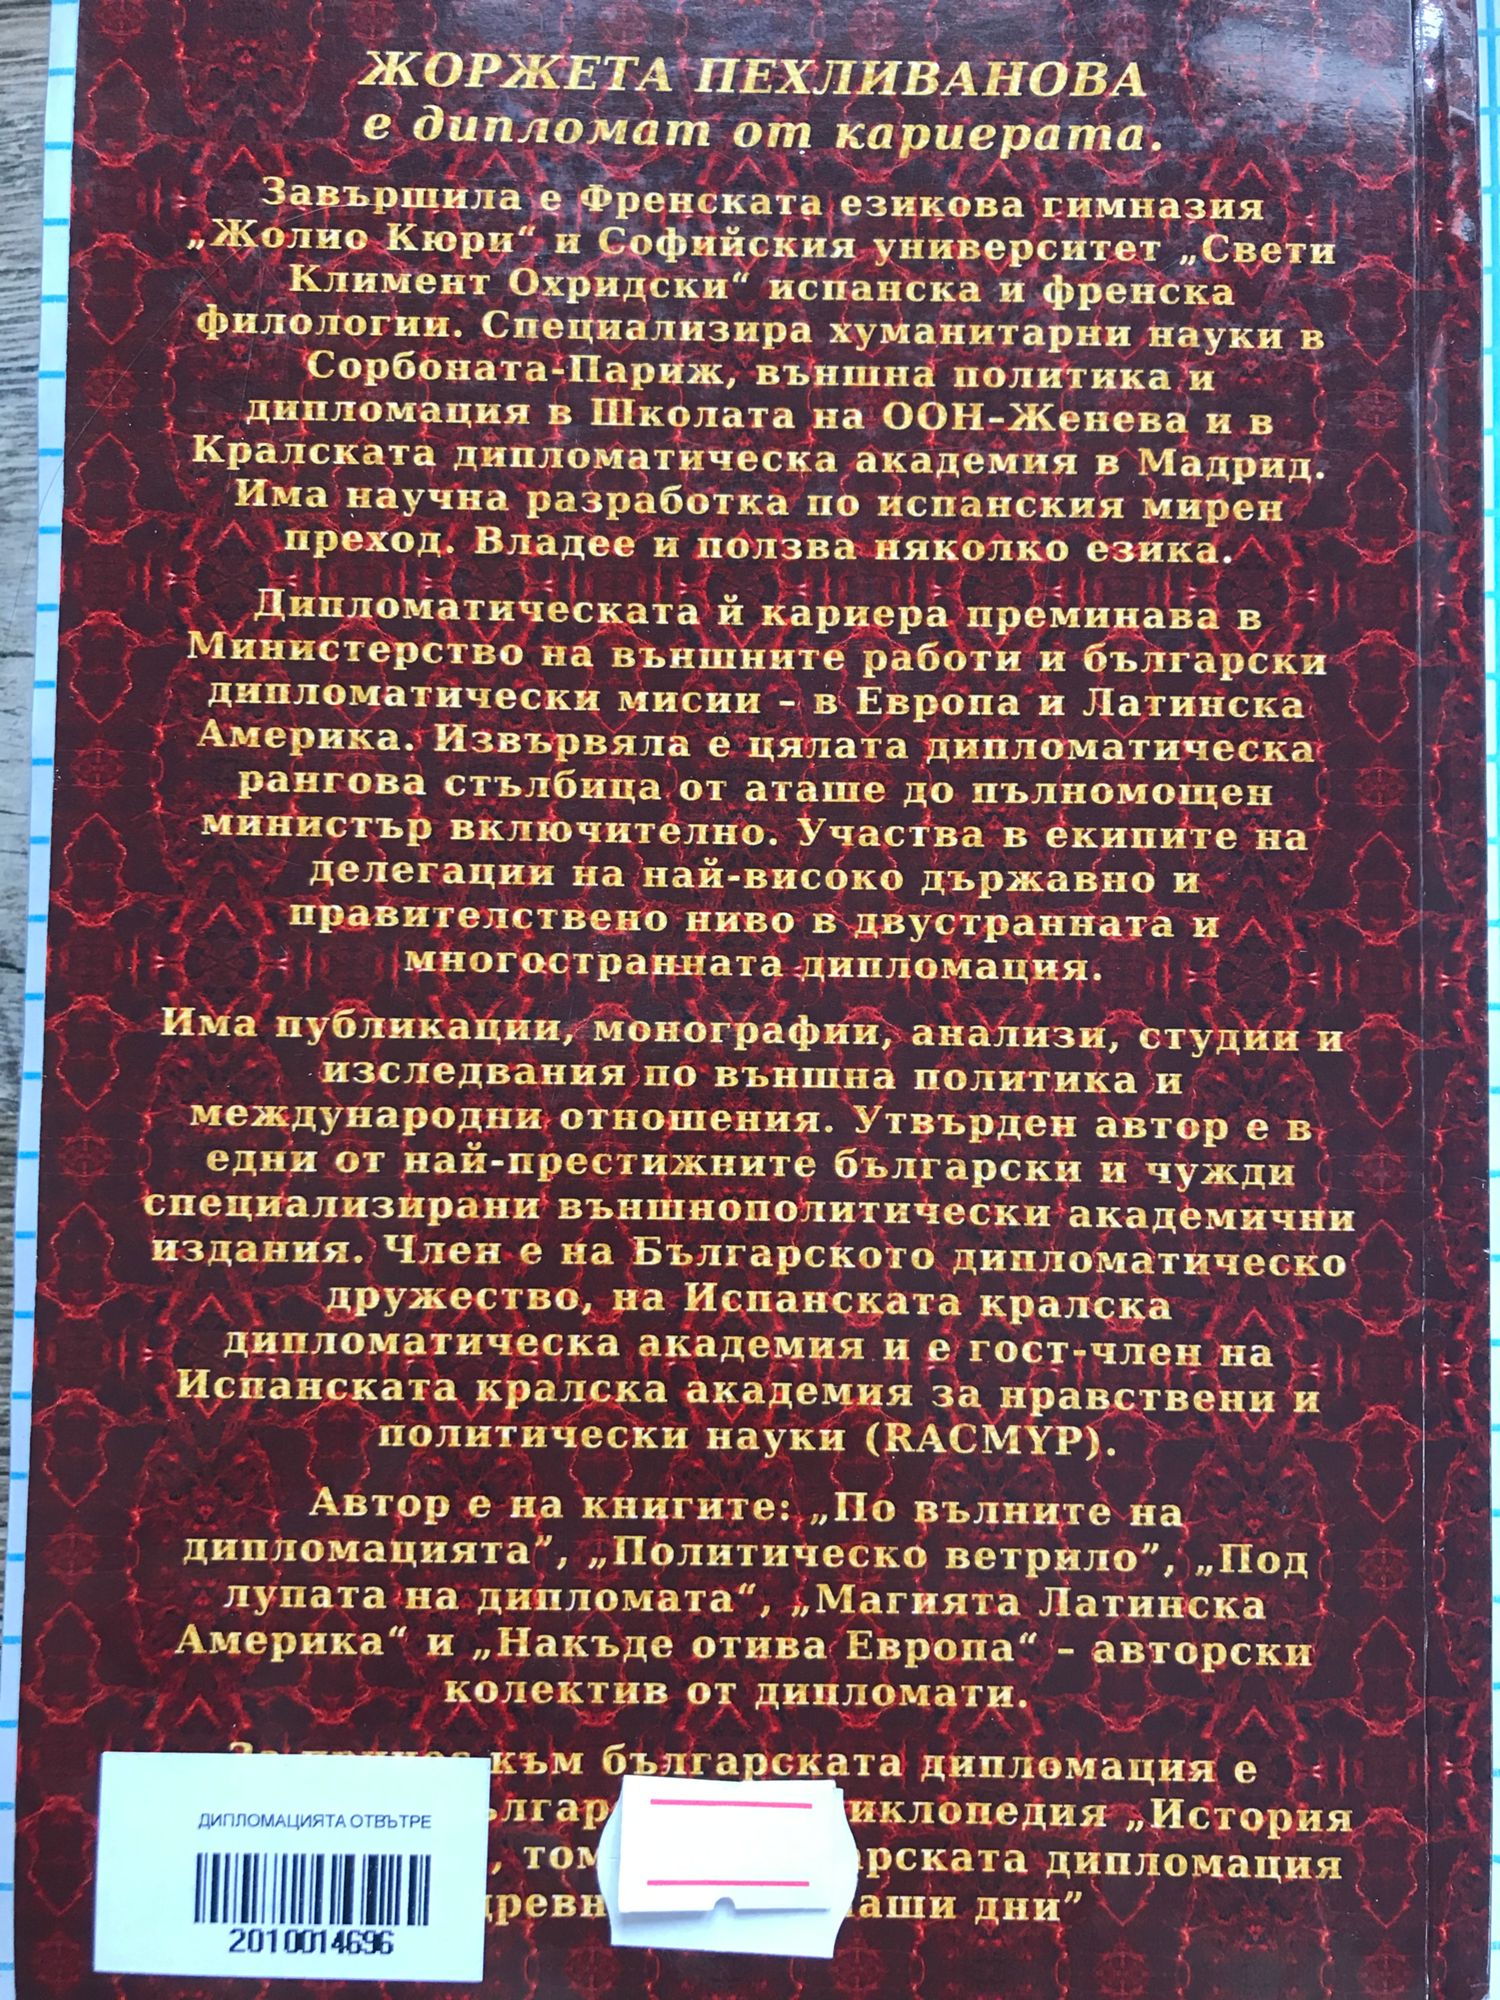 ЖОРЖЕТА ПЕХЛИВАНОВА
е дипломат от кариерата.
Завършила е Френската езикова гимназия
„Жолио Кюри“ и Софийския университет „Свети
Климент Охридски“ испанска и френска
филологии. Специализира хуманитарни науки в
Сорбоната-Париж, външна политика и
дипломация в Школата на ООН–Женева и в
Кралската дипломатическа академия в Мадрид.
Има научна разработка по испанския мирен
преход. Владее и ползва няколко езика.
Дипломатическата й кариера преминава в
Министерство на външните работи и български
дипломатически мисии – в Европа и Латинска
Америка. Извървяла е цялата дипломатическа
рангова стълбица от аташе до пълномощен
министър включително. Участва в екипите на
делегации на най-високо държавно и
правителствено ниво в двустранната и
многостранната дипломация.
Има публикации, монографии, анализи, студии и
изследвания по външна политика и
международни отношения. Утвърден автор е в
едни от най-престижните български и чужди
специализирани външнополитически академични
издания. Член е на Българското дипломатическо
дружество, на Испанската кралска
дипломатическа академия и е гост-член на
Испанската кралска академия за нравствени и
политически науки (RACMYP).
Автор е на книгите: „По вълните на
дипломацията”, „Политическо ветрило”, „Под
лупата на дипломата“, „Магията Латинска
Америка“ и „Накъде отива Европа“ – авторски
колектив от дипломати.
към българската дипломация е
„История
, том дипломация
дни”
ДИПЛОМАЦИЯТА ОТВЪТРЕ
2010014696